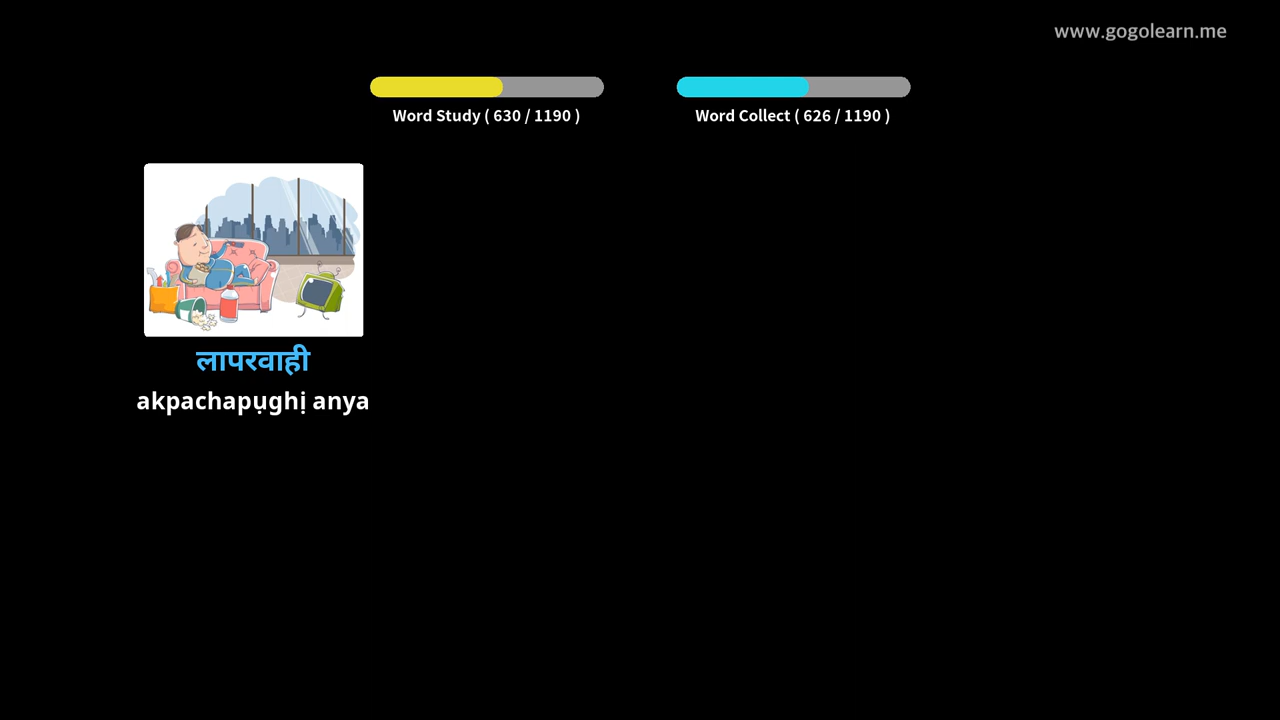 www.gogolearn.me
Word Study ( 630 / 1190 )
Word Collect ( 626 / 1190 )
लापरवाही
akpachapụghị anya